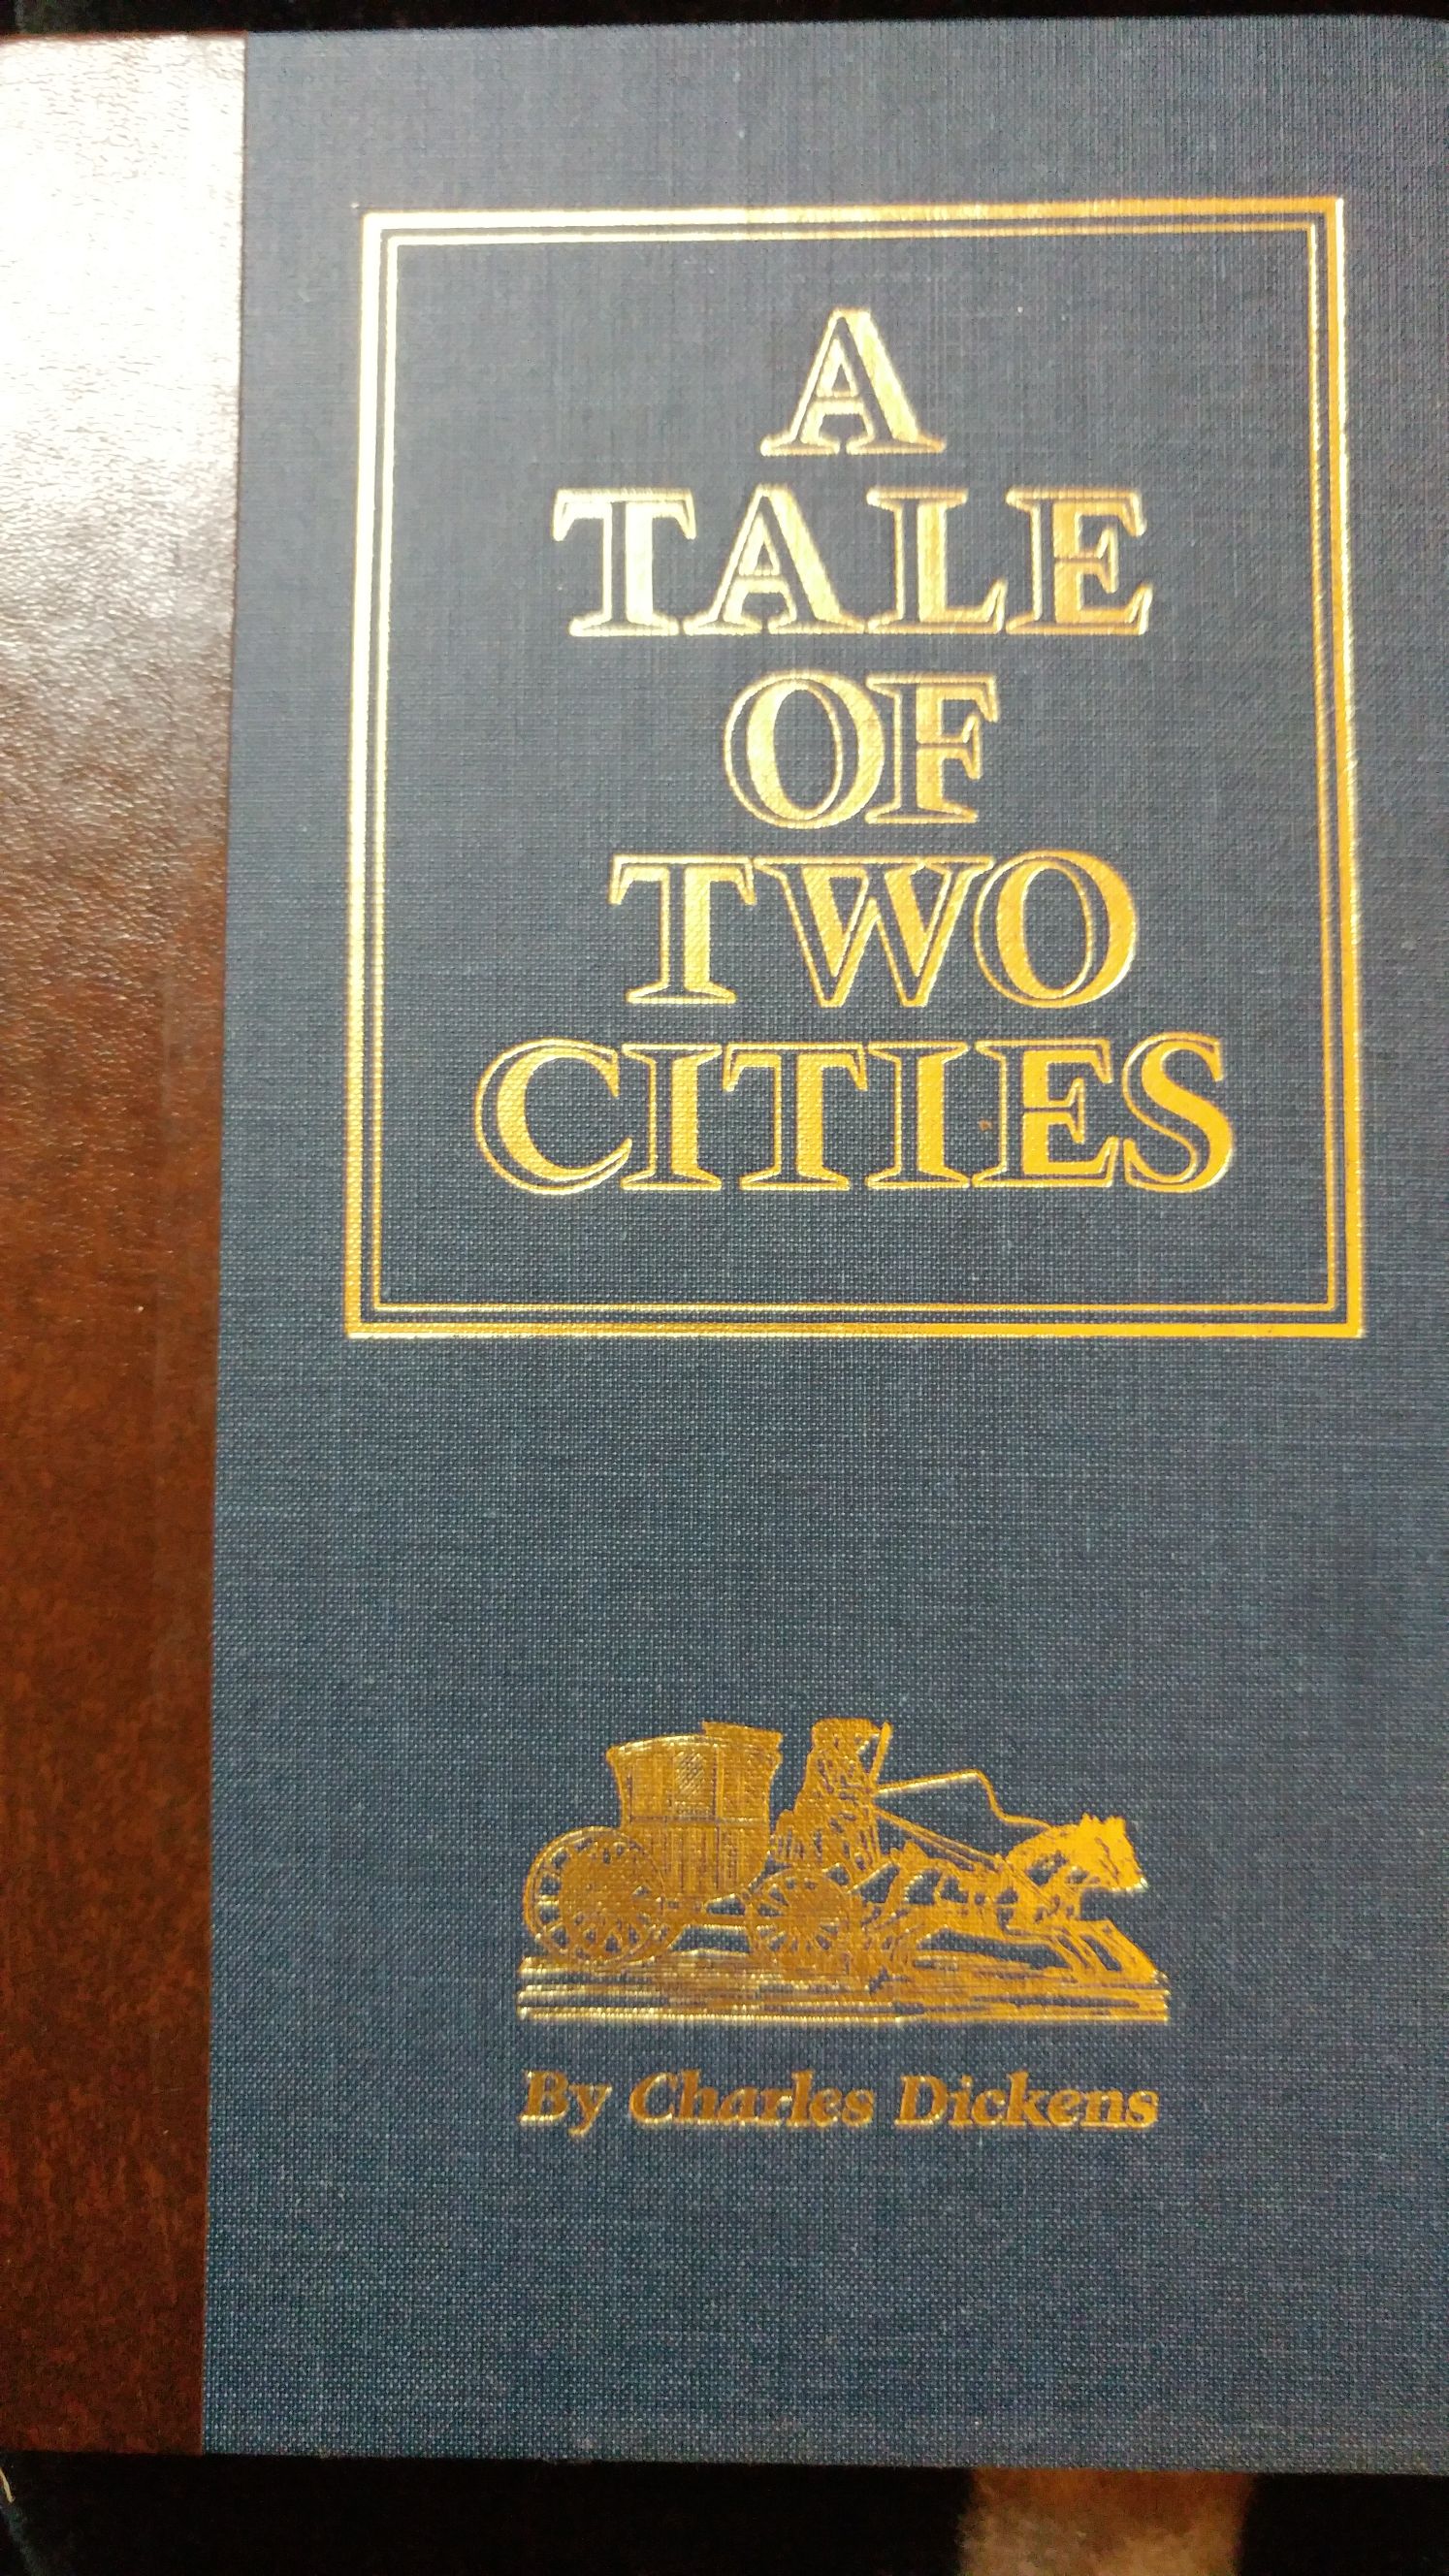 A
TALE
OF
TWO
CITIES
By Charles Dickens